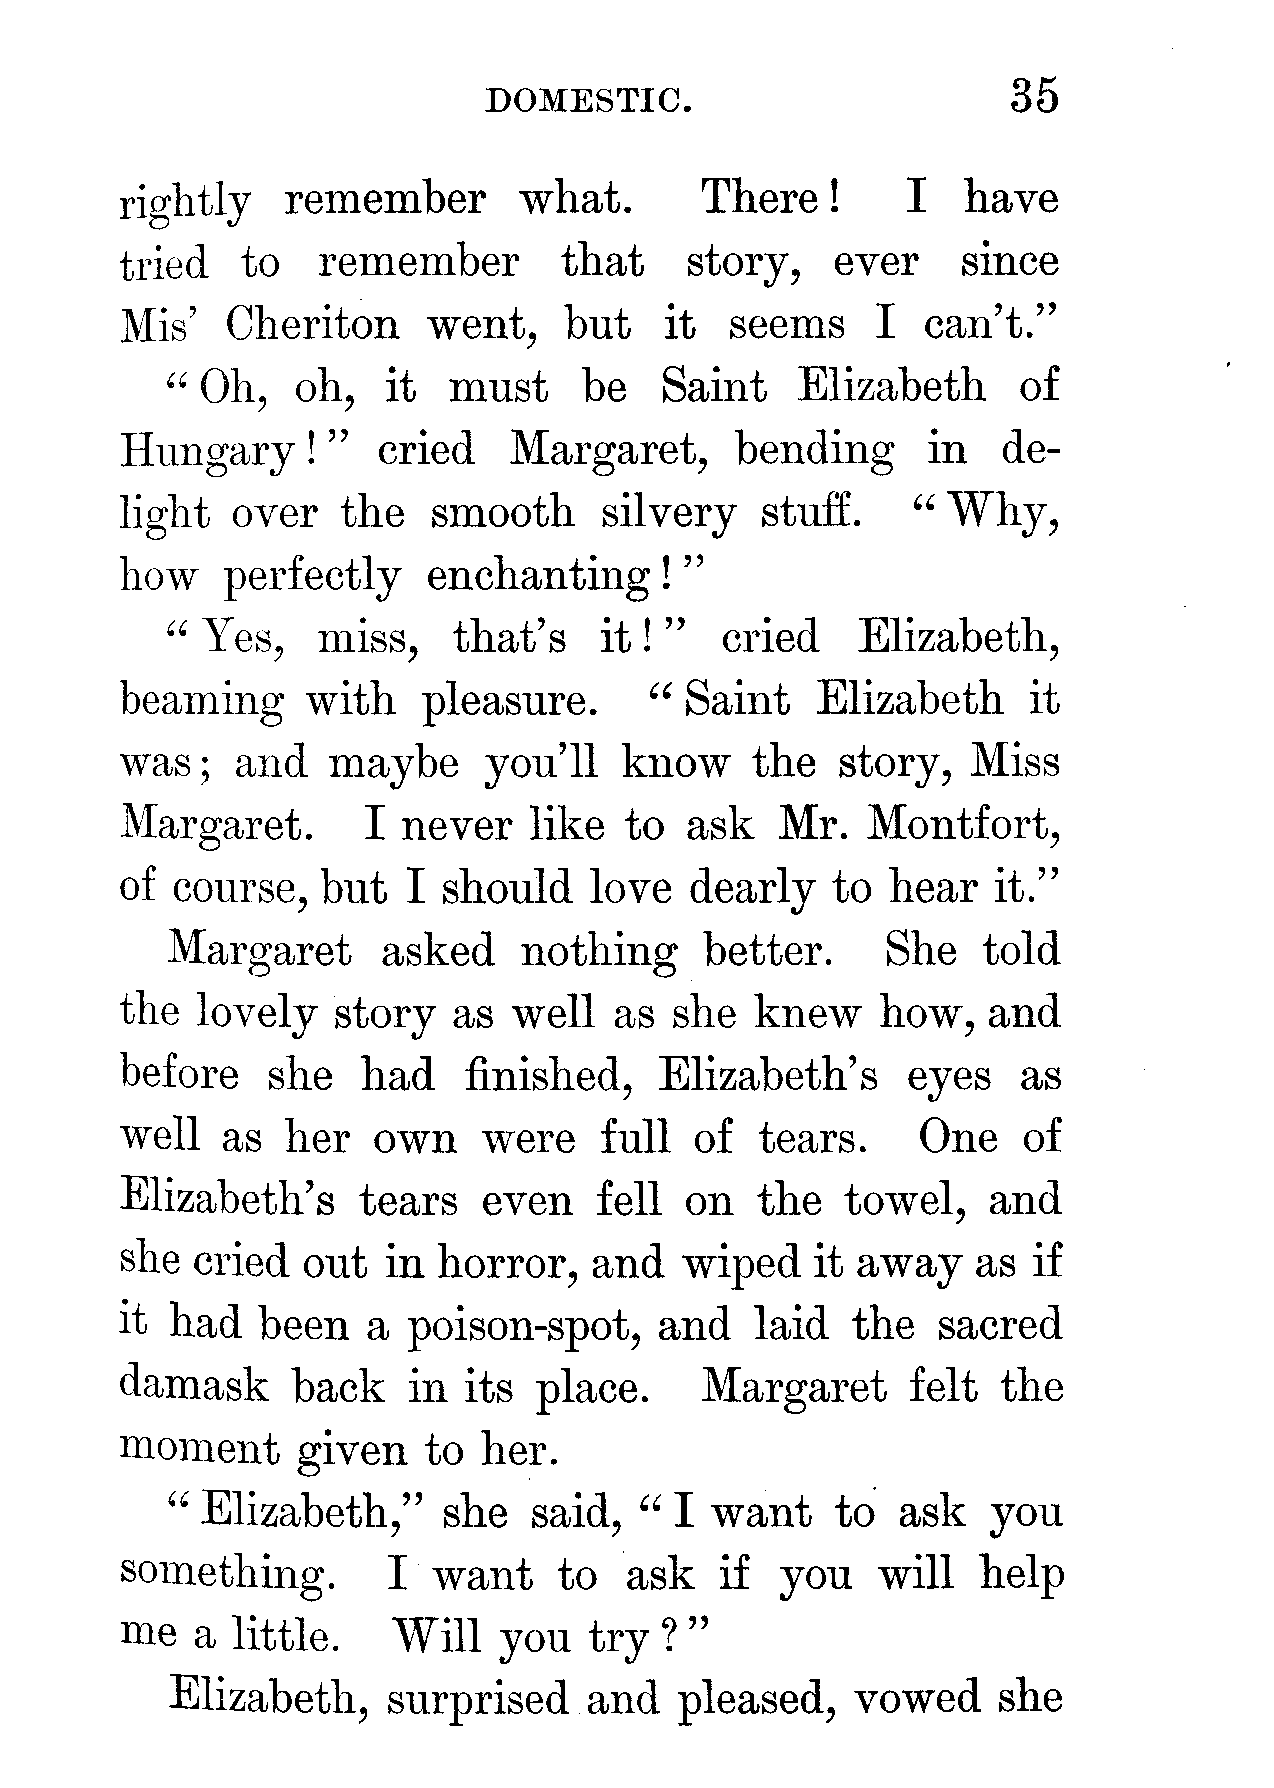 DOMESTIC. 35
rightly remember what. There! I have
tried to remember that story, ever since
Mis' Cheriton went, but it seems I can't."
"Oh, oh, it must be Saint Elizabeth of
Hungary!" cried Margaret, bending in de-
light over the smooth silvery stuff. "Why,
how perfectly enchanting!"
"Yes, miss, that's it!" cried Elizabeth,
beaming with pleasure. "Saint Elizabeth it
was; and maybe you'll know the story, Miss
Margaret. I never like to ask Mr. Montfort,
of course, but I should love dearly to hear it."
Margaret asked nothing better. She told
the lovely story as well as she knew how, and
before she had finished, Elizabeth's eyes as
well as her own were full of tears. One of
Elizabeth's tears even fell on the towel, and
she cried out in horror, and wiped it away as if
it had been a poison-spot, and laid the sacred
damask back in its place. Margaret felt the
moment given to her.
"Elizabeth," she said, "I want to ask you
something. I want to ask if you will help
me a little. Will you try?"
Elizabeth, surprised and pleased, vowed she